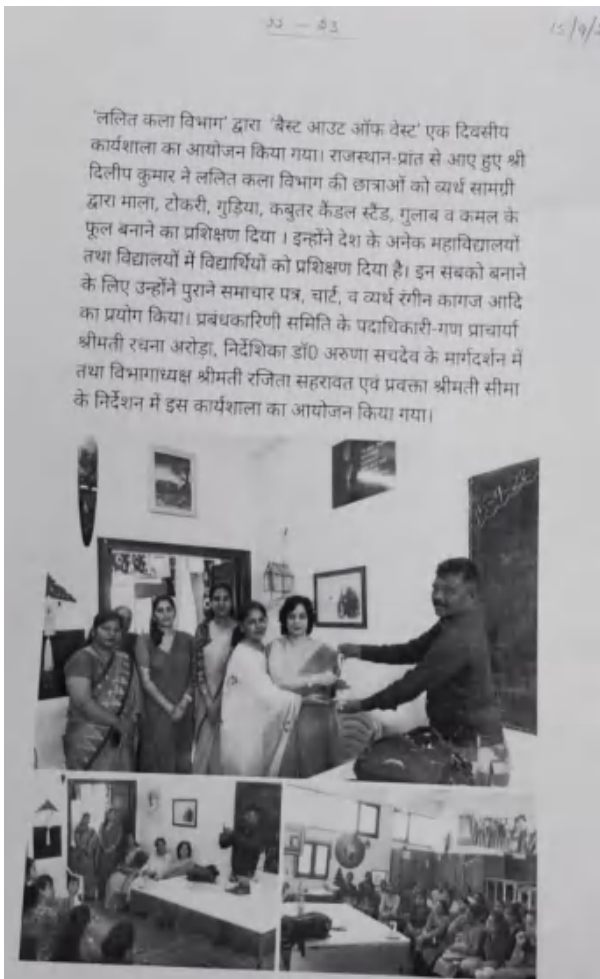 22 - 23
15/9/2
'ललित कला विभाग' द्वारा 'बैस्ट आउट ऑफ वेस्ट' एक दिवसीय
कार्यशाला का आयोजन किया गया। राजस्थान-प्रांत से आए हुए श्री
दिलीप कुमार ने ललित कला विभाग की छात्राओं को व्यर्थ सामग्री
द्वारा माला, टोकरी, गुड़िया, कबुतर कैंडल स्टैंड, गुलाब व कमल के
फूल बनाने का प्रशिक्षण दिया । इन्होंने देश के अनेक महाविद्यालयो
तथा विद्यालयों में विद्यार्थियों को प्रशिक्षण दिया है। इन सबको बनाने
के लिए उन्होंने पुराने समाचार पत्र, चार्ट, व व्यर्थ रंगीन कागज आदि
का प्रयोग किया। प्रबंधकारिणी समिति के पदाधिकारी-गण प्राचार्या
श्रीमती रचना अरोड़ा, निर्देशिका डॉ0 अरुणा सचदेव के मार्गदर्शन में
तथा विभागाध्यक्ष श्रीमती रजिता सहरावत एवं प्रवक्ता श्रीमती सीमा
के निर्देशन में इस कार्यशाला का आयोजन किया गया।